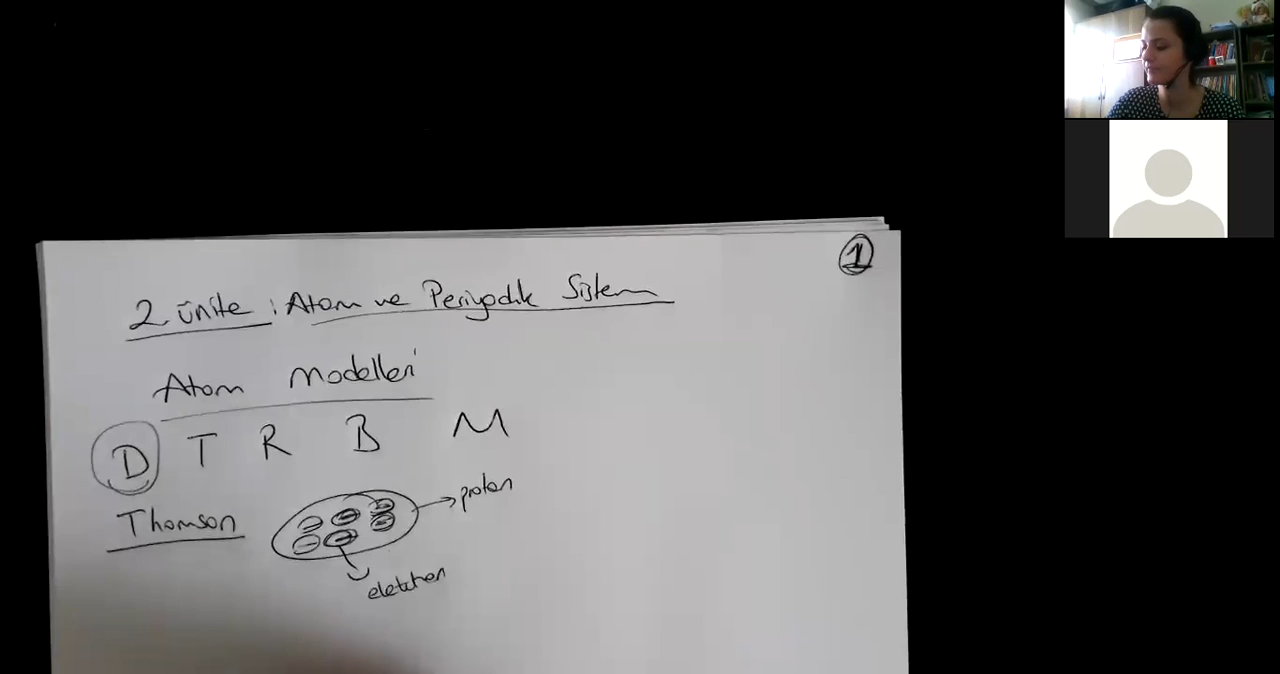 1
2. ünite : Atom ve Periyodik Sistem
Atom Modelleri
D T R B M
Thomson
proton
elektron